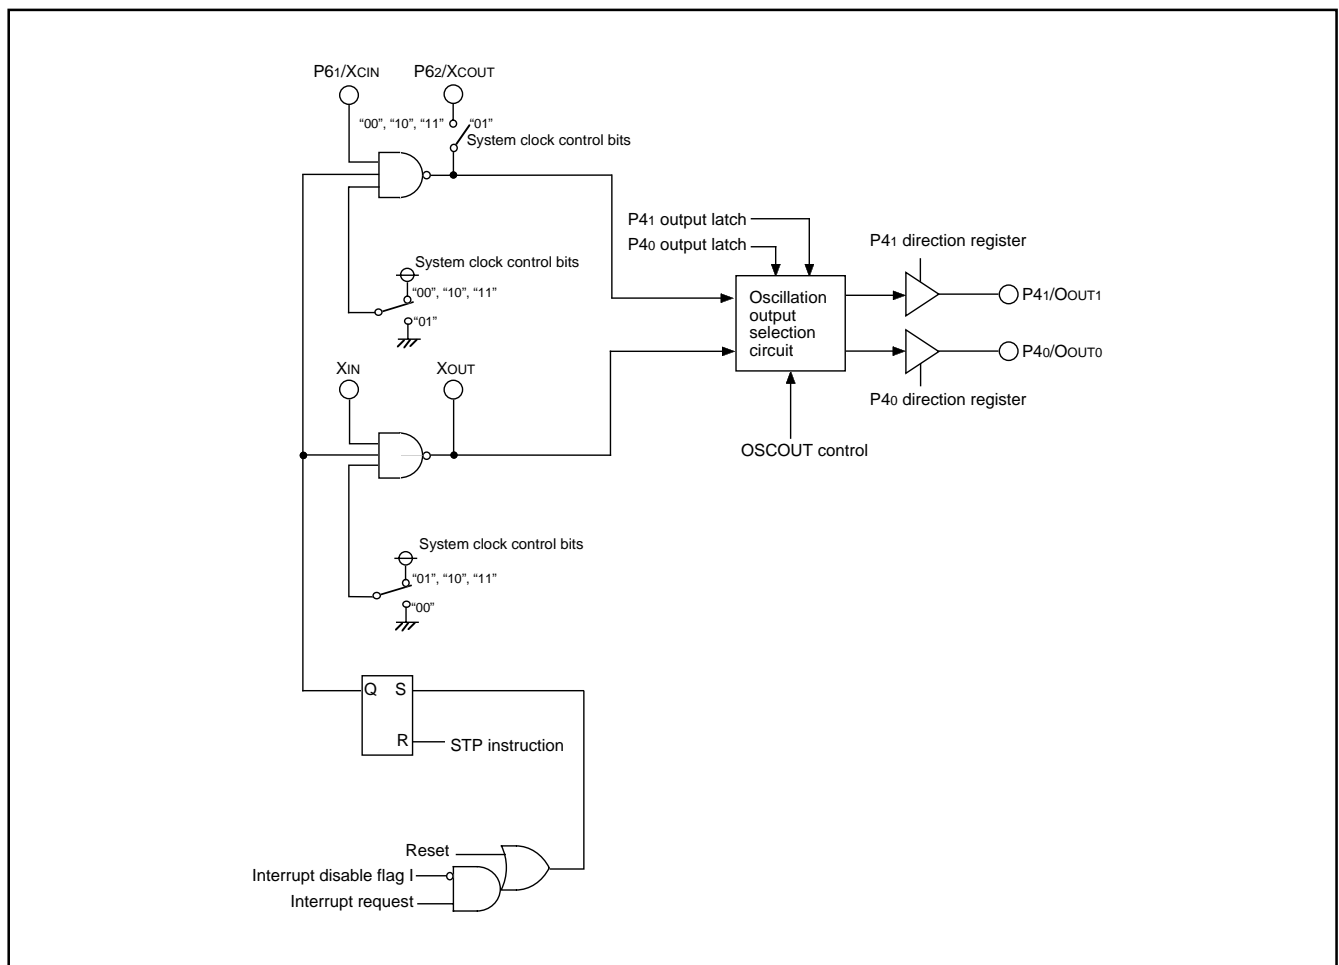 P61/XCIN P62/XCOUT
“00”, “10”, “11” “01”
System clock control bits
P41 output latch
P40 output latch
P41 direction register
System clock control bits
“00”, “10”, “11”
“01”
Oscillation
output
selection
circuit
P41/OOUT1
P40/OOUT0
XIN XOUT
P40 direction register
OSCOUT control
System clock control bits
“01”, “10”, “11”
“00”
Q S
R
STP instruction
Reset
Interrupt disable flag I
Interrupt request